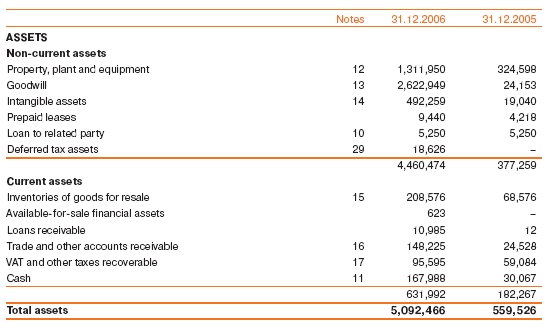 Notes 31.12.2006 31.12.2005
ASSETS
Non-current assets
Property, plant and equipment 12 1,311,950 324,598
Goodwill 13 2,622,949 24,153
Intangible assets 14 492,259 19,040
Prepaid leases 9,440 4,218
Loan to related party 10 5,250 5,250
Deferred tax assets 29 18,626 –
4,460,474 377,259
Current assets
Inventories of goods for resale 15 208,576 68,576
Available-for-sale financial assets 623 –
Loans receivable 10,985 12
Trade and other accounts receivable 16 148,225 24,528
VAT and other taxes recoverable 17 95,595 59,084
Cash 11 167,988 30,067
631,992 182,267
Total assets 5,092,466 559,526